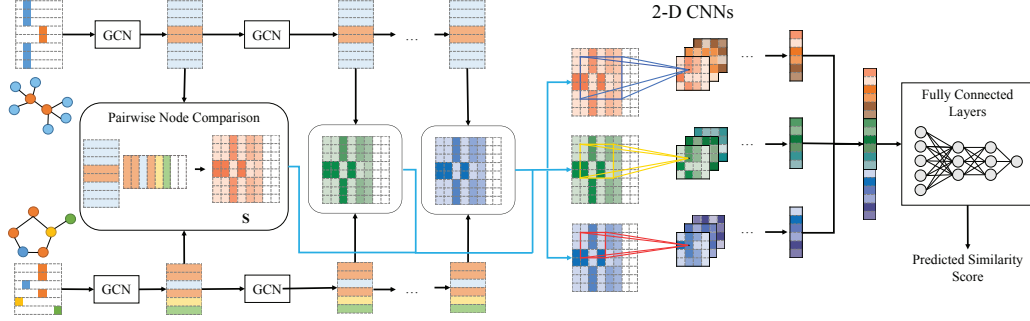 2-D CNNs
GCN
GCN
...
...
Pairwise Node Comparison
S
...
...
...
Fully Connected
Layers
Predicted Similarity
Score
GCN
GCN
...